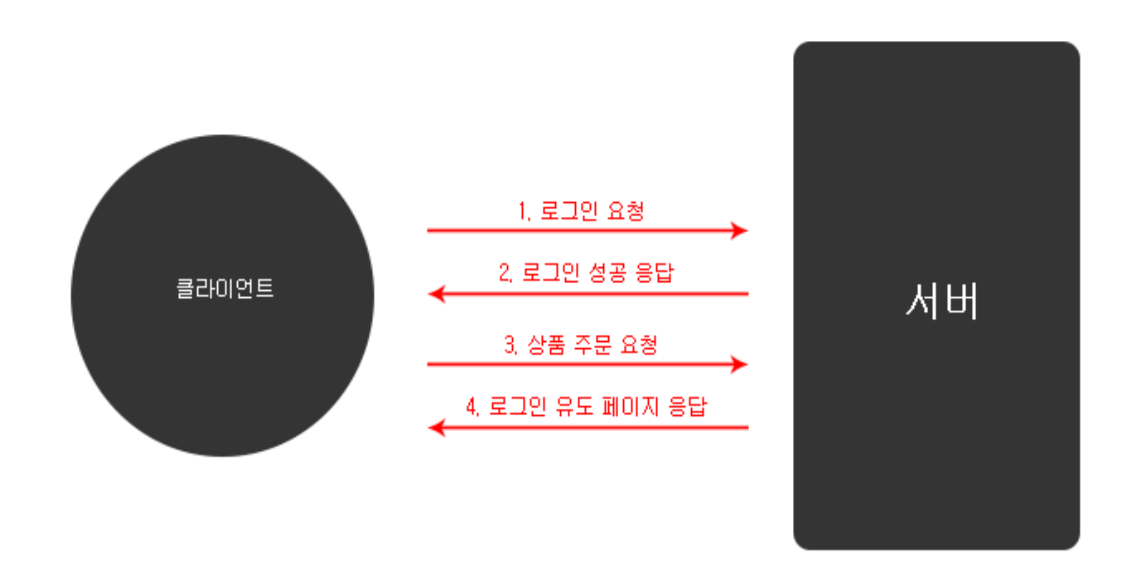 1. 로그인 요청
2. 로그인 성공 응답
클라이언트
서버
3. 상품 주문 요청
4. 로그인 유도 페이지 응답